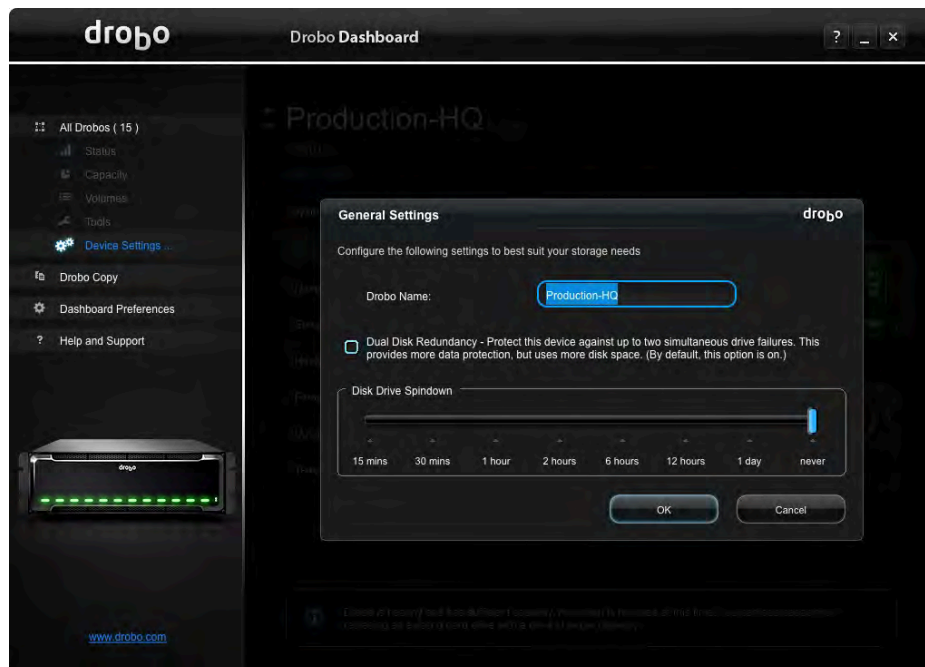 drobo
Drobo Dashboard
? _ ×
All Drobos ( 15 )
Status
Capacity
Volumes
Tools
Device Settings ...
Drobo Copy
Dashboard Preferences
? Help and Support
drobo
www.drobo.com
Production-HQ
General Settings
drobo
Configure the following settings to best suit your storage needs
Drobo Name:
Production-HQ
Dual Disk Redundancy - Protect this device against up to two simultaneous drive failures. This
provides more data protection, but uses more disk space. (By default, this option is on.)
Disk Drive Spindown
15 mins 30 mins 1 hour 2 hours 6 hours 12 hours 1 day never
OK Cancel